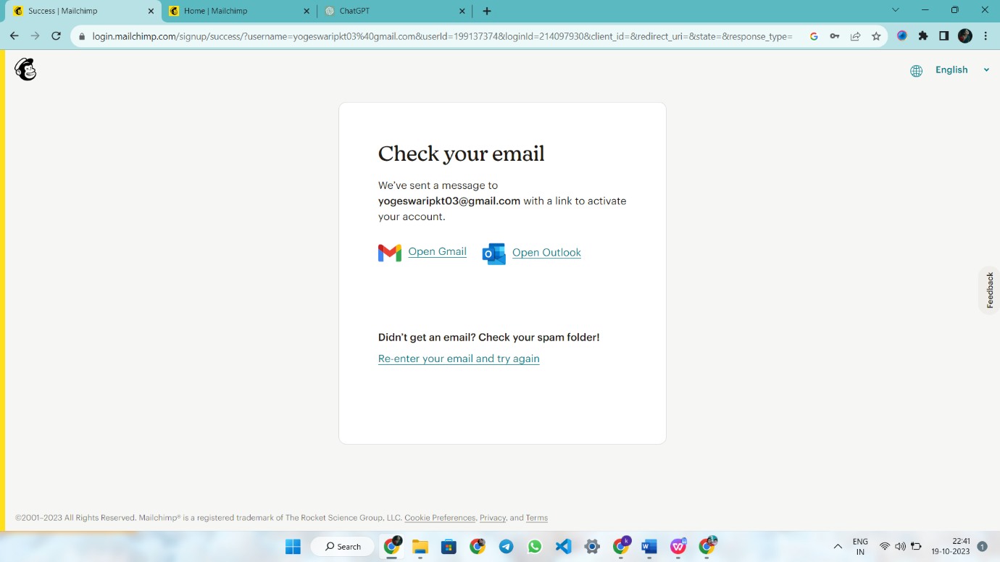 Success | Mailchimp
Home | Mailchimp
ChatGPT
login.mailchimp.com/signup/success/?username=yogeswaripkt03%40gmail.com&userId=199137374&loginId=214097930&client_id=&redirect_uri=&state=&response_type=
English
Check your email
We've sent a message to
yogeswaripkt03@gmail.com with a link to activate
your account.
Open Gmail
Open Outlook
Feedback
Didn't get an email? Check your spam folder!
Re-enter your email and try again
©2001–2023 All Rights Reserved. Mailchimp® is a registered trademark of The Rocket Science Group, LLC. Cookie Preferences, Privacy, and Terms
Search
ENG
IN
22:41
19-10-2023
1